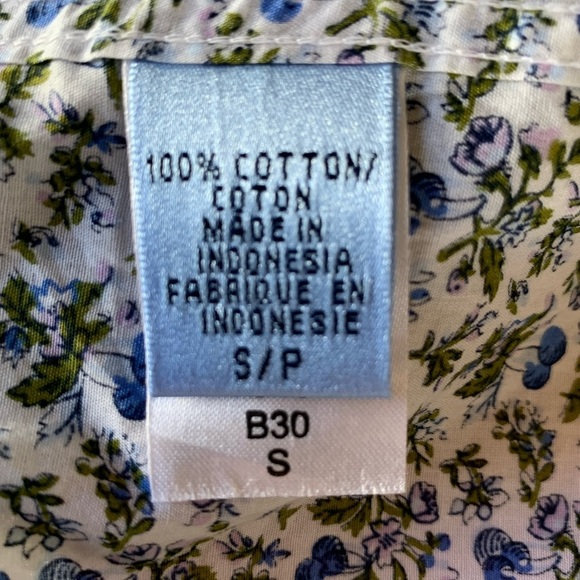 100% COTTON/
COTON
MADE IN
INDONESIA
FABRIQUE EN
INDONESIE
S/P
B30
S